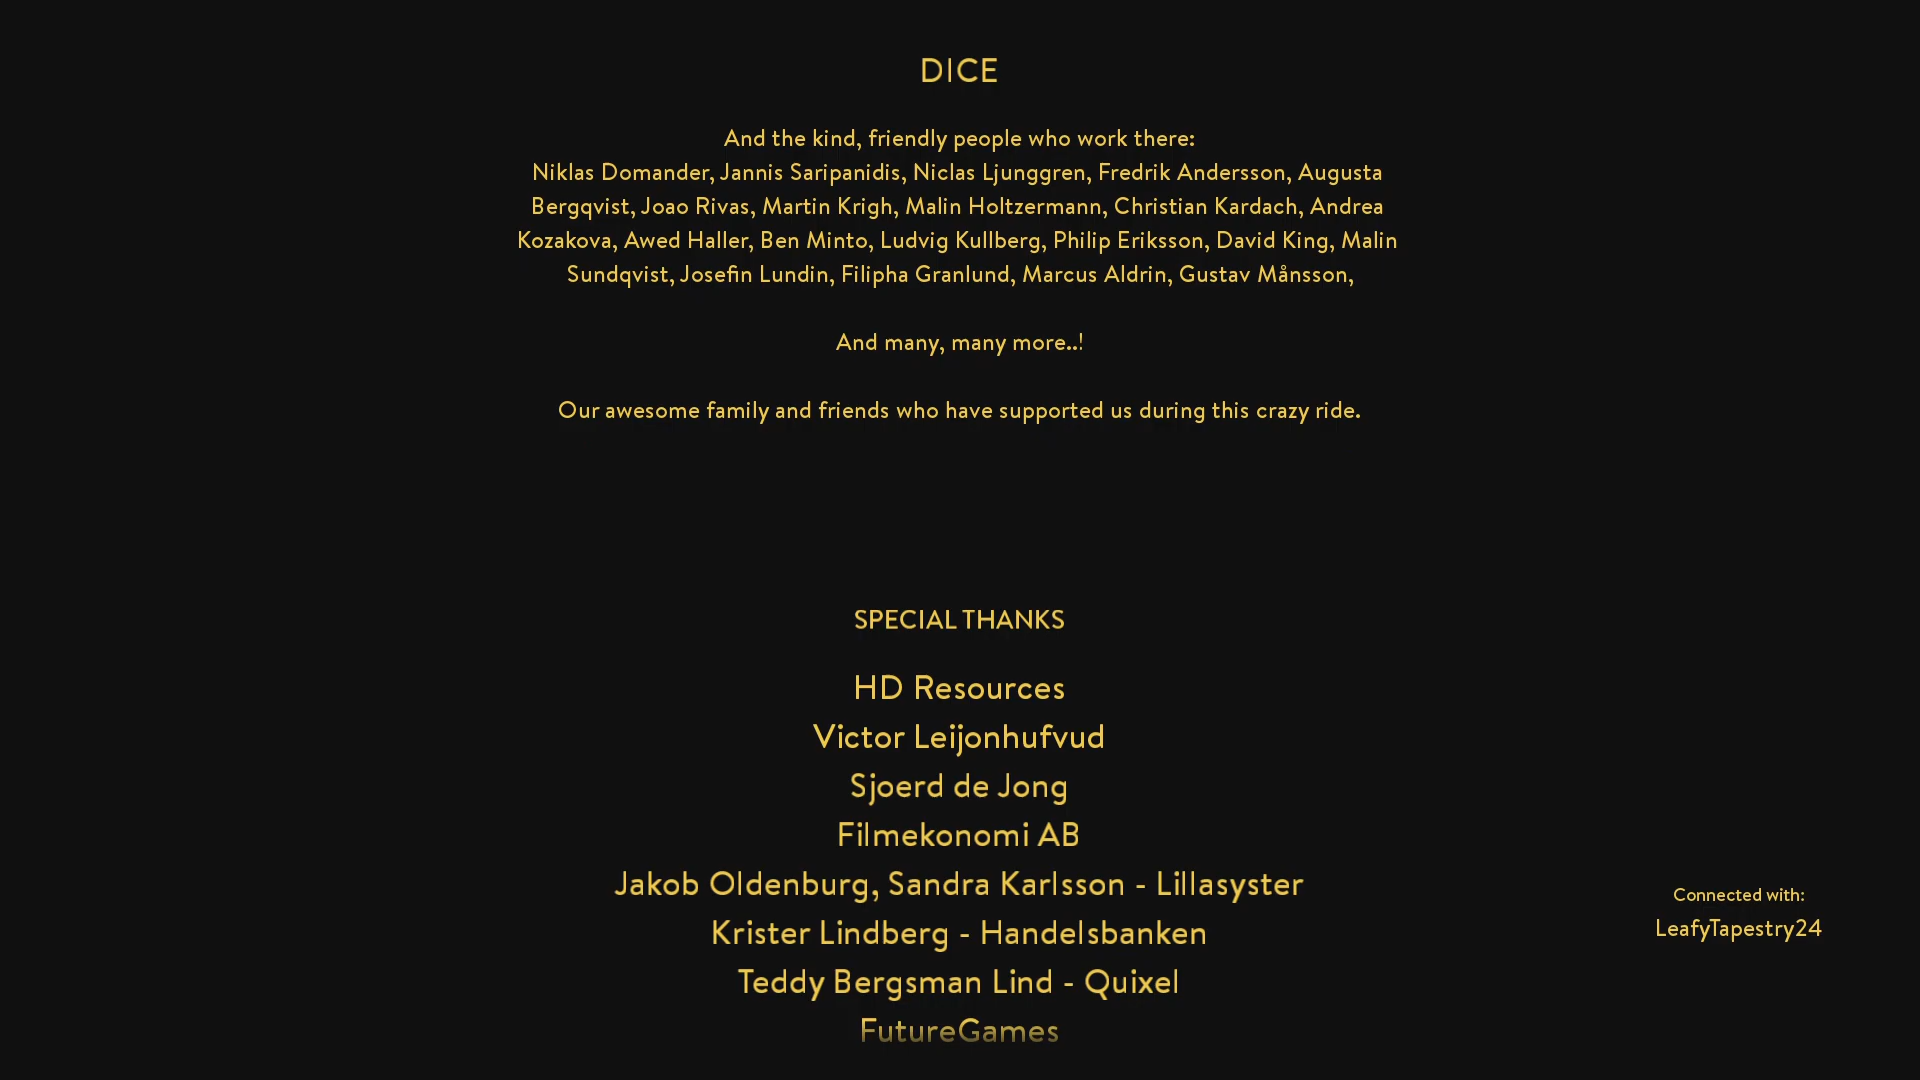 DICE
And the kind, friendly people who work there:
Niklas Domander, Jannis Saripanidis, Niclas Ljunggren, Fredrik Andersson, Augusta
Bergqvist, Joao Rivas, Martin Krigh, Malin Holtzermann, Christian Kardach, Andrea
Kozakova, Awed Haller, Ben Minto, Ludvig Kullberg, Philip Eriksson, David King, Malin
Sundqvist, Josefin Lundin, Filipha Granlund, Marcus Aldrin, Gustav Månsson,
And many, many more..!
Our awesome family and friends who have supported us during this crazy ride.
SPECIAL THANKS
HD Resources
Victor Leijonhufvud
Sjoerd de Jong
Filmekonomi AB
Jakob Oldenburg, Sandra Karlsson - Lillasyster
Krister Lindberg - Handelsbanken
Teddy Bergsman Lind - Quixel
FutureGames
Connected with:
LeafyTapestry24